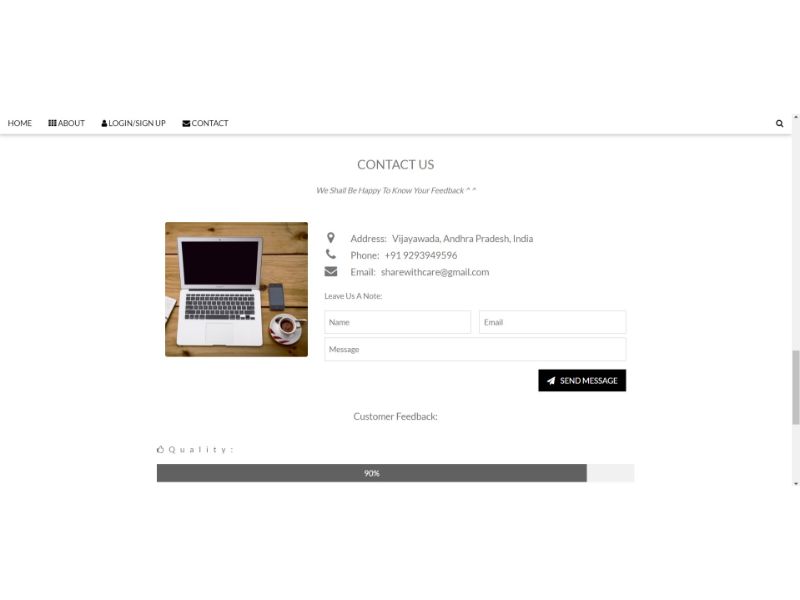 HOME ABOUT LOGIN/SIGN UP CONTACT
CONTACT US
We Shall Be Happy To Know Your Feedback ^ ^
Address: Vijayawada, Andhra Pradesh, India
Phone: +91 9293949596
Email: sharewithcare@gmail.com
Leave Us A Note:
Name Email
Message
SEND MESSAGE
Customer Feedback:
Quality:
90%